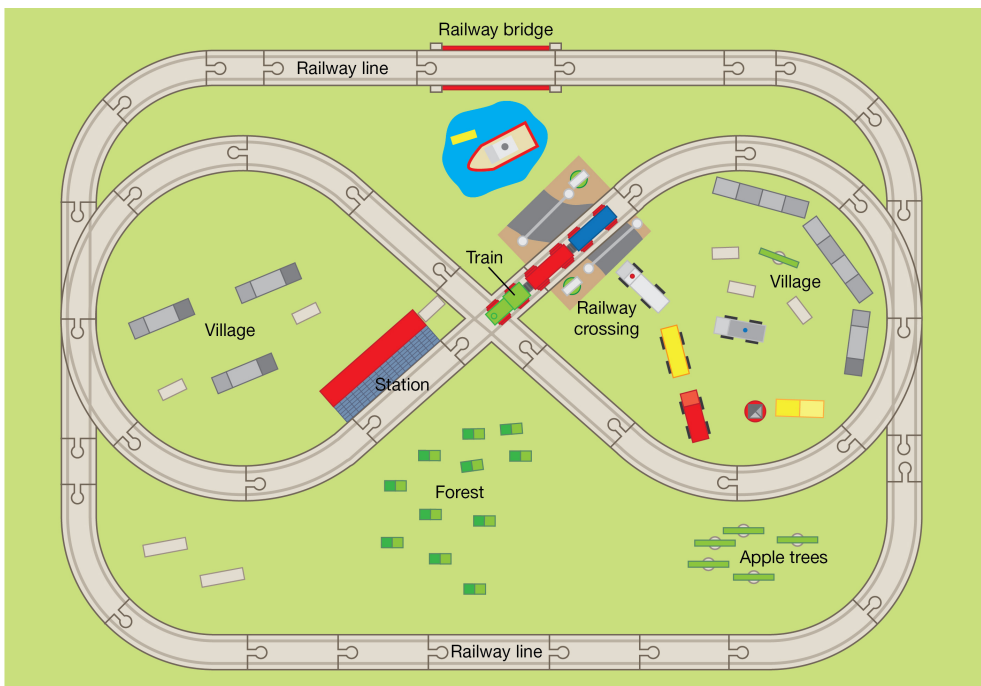 Railway bridge
Railway line
Train
Village
Railway
crossing
Village
Station
Forest
Apple trees
Railway line